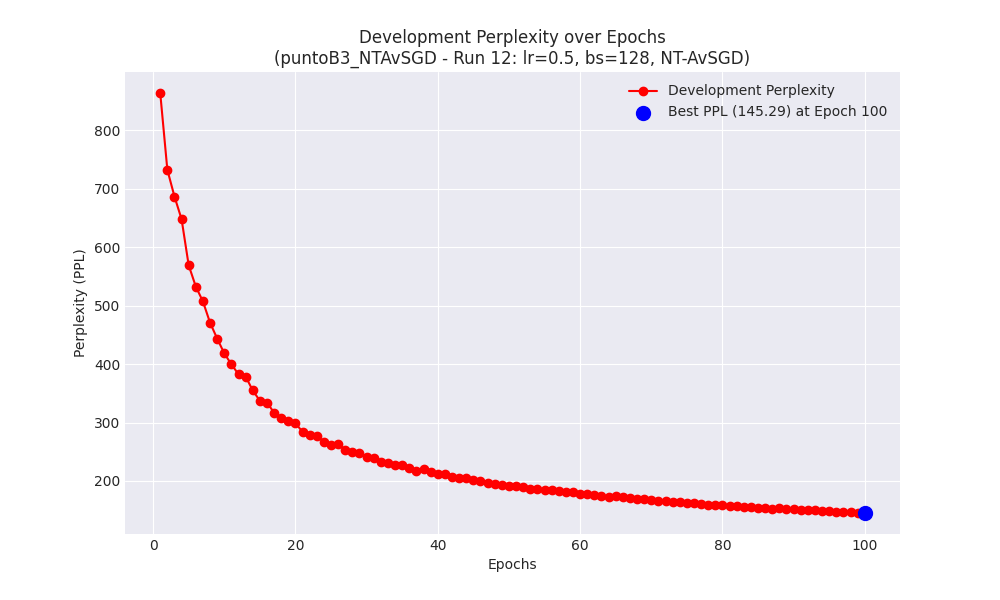 Development Perplexity over Epochs
(puntoB3_NTAvSGD - Run 12: lr=0.5, bs=128, NT-AvSGD)
Development Perplexity
Best PPL (145.29) at Epoch 100
Perplexity (PPL)
800
700
600
500
400
300
200
0 20 40 60 80 100
Epochs